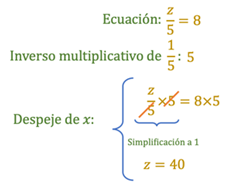 Ecuación: z/5 = 8
Inverso multiplicativo de 1/5: 5
Despeje de x:
z/5 × 5 = 8 × 5
Simplificación a 1
z = 40